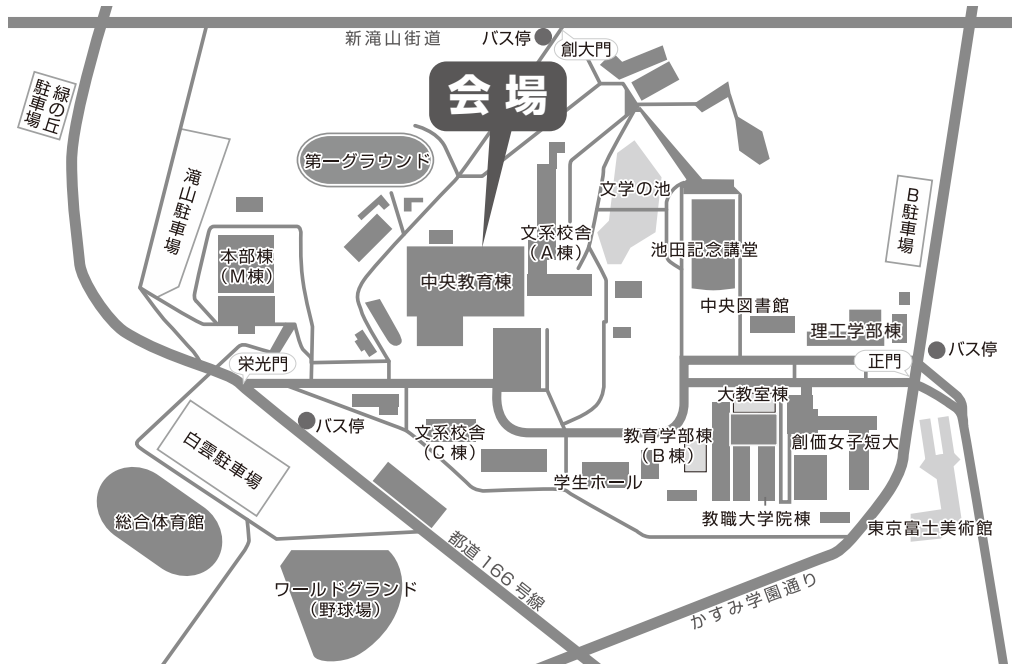 新滝山街道
バス停
創大門
会場
緑の丘
駐車場
第一グラウンド
滝山駐車場
文学の池
B駐車場
文系校舎
(A棟)
本部棟
(M棟)
池田記念講堂
中央教育棟
中央図書館
理工学部棟
バス停
正門
栄光門
大教室棟
バス停
文系校舎
(C棟)
教育学部棟
(B棟)
創価女子短大
白雲駐車場
学生ホール
総合体育館
教職大学院棟
東京富士美術館
都道166号線
ワールドグランド
(野球場)
かすみ学園通り